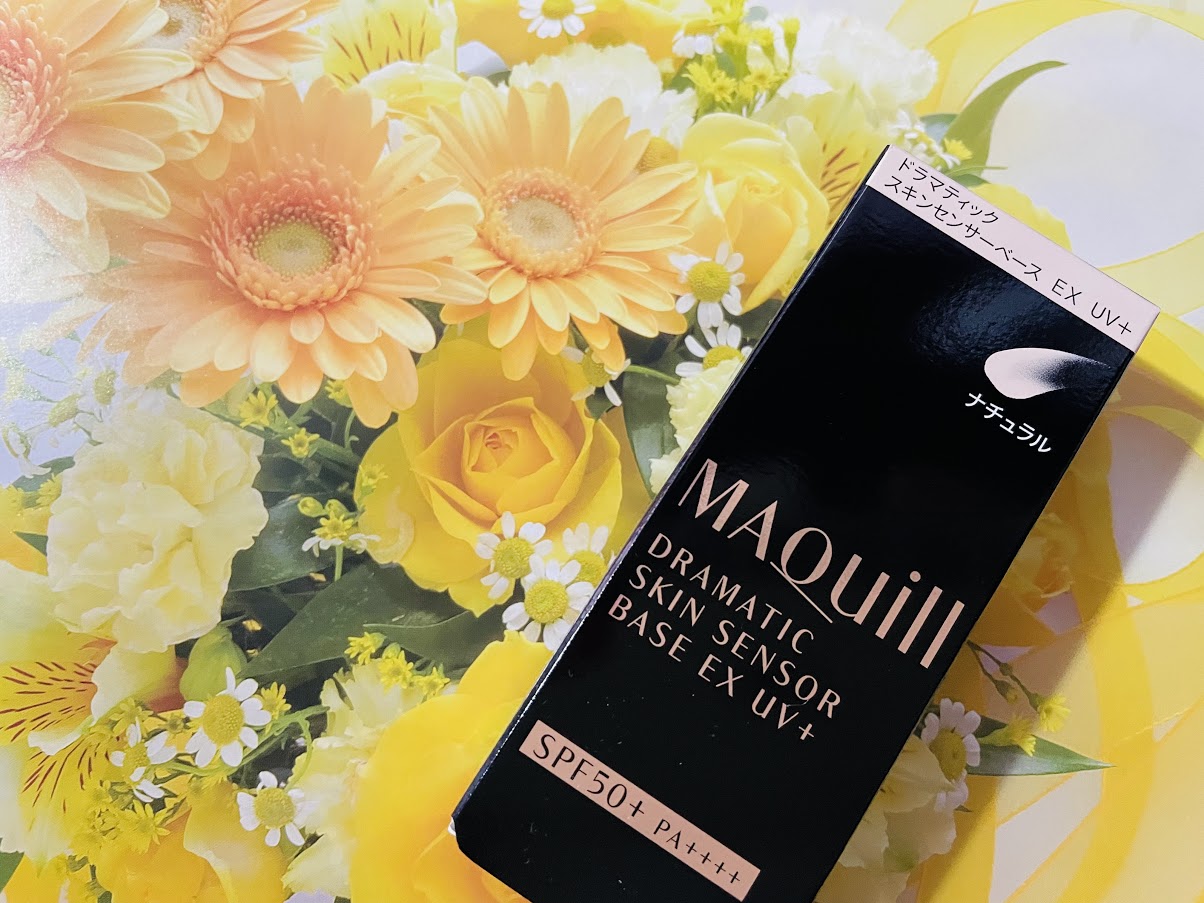 ドラマティック
スキンセンサーベース EX UV+
ナチュラル
MAQuill
DRAMATIC
SKIN SENSOR
BASE EX UV+
SPF50+ PA++++